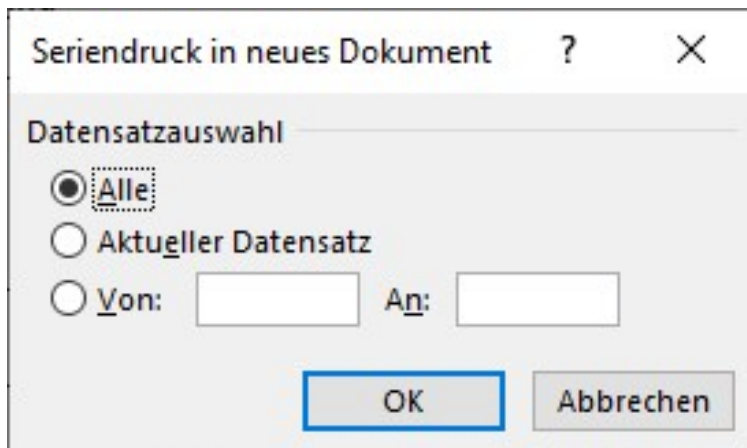 Seriendruck in neues Dokument ?
Datensatzauswahl
Alle
Aktueller Datensatz
Von: An:
OK Abbrechen